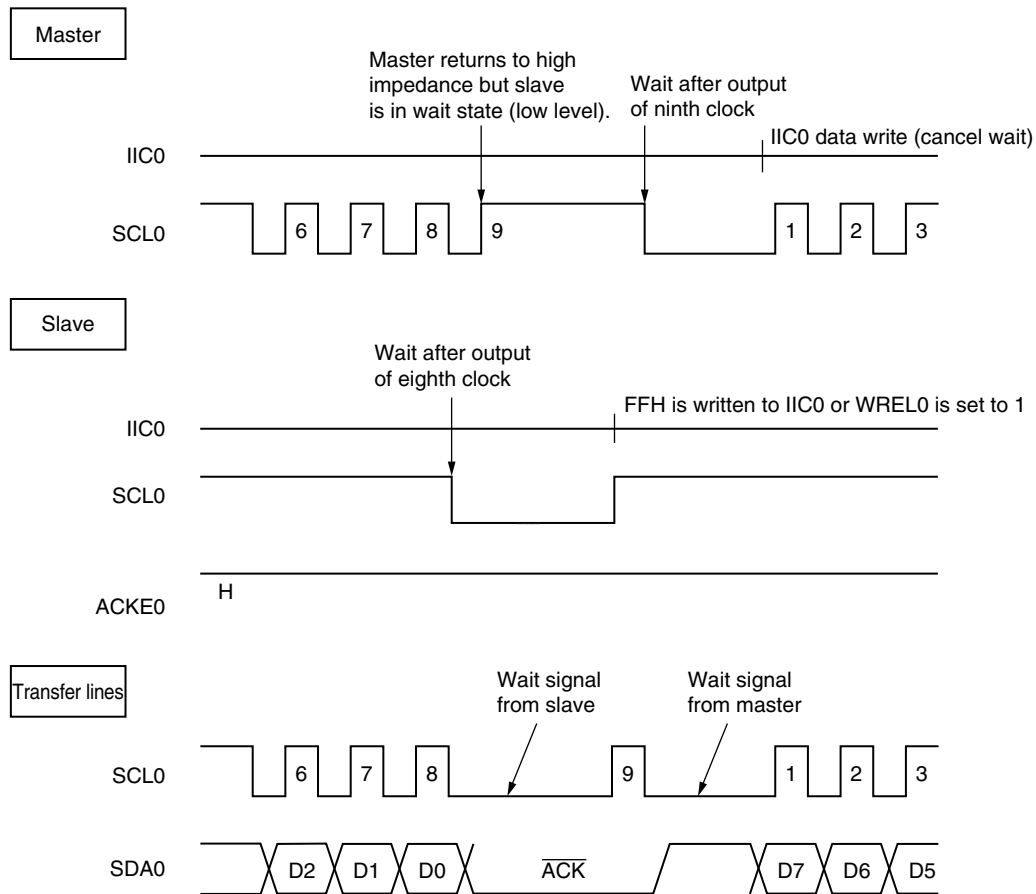 Master
Master returns to high
impedance but slave
is in wait state (low level).
Wait after output
of ninth clock
IIC0 data write (cancel wait)
IIC0
SCL0
6 7 8 9 1 2 3
Slave
Wait after output
of eighth clock
FFH is written to IIC0 or WREL0 is set to 1
IIC0
SCL0
H
ACKE0
Transfer lines
Wait signal
from slave
Wait signal
from master
SCL0
6 7 8 9 1 2 3
SDA0
D2 D1 D0 ACK D7 D6 D5